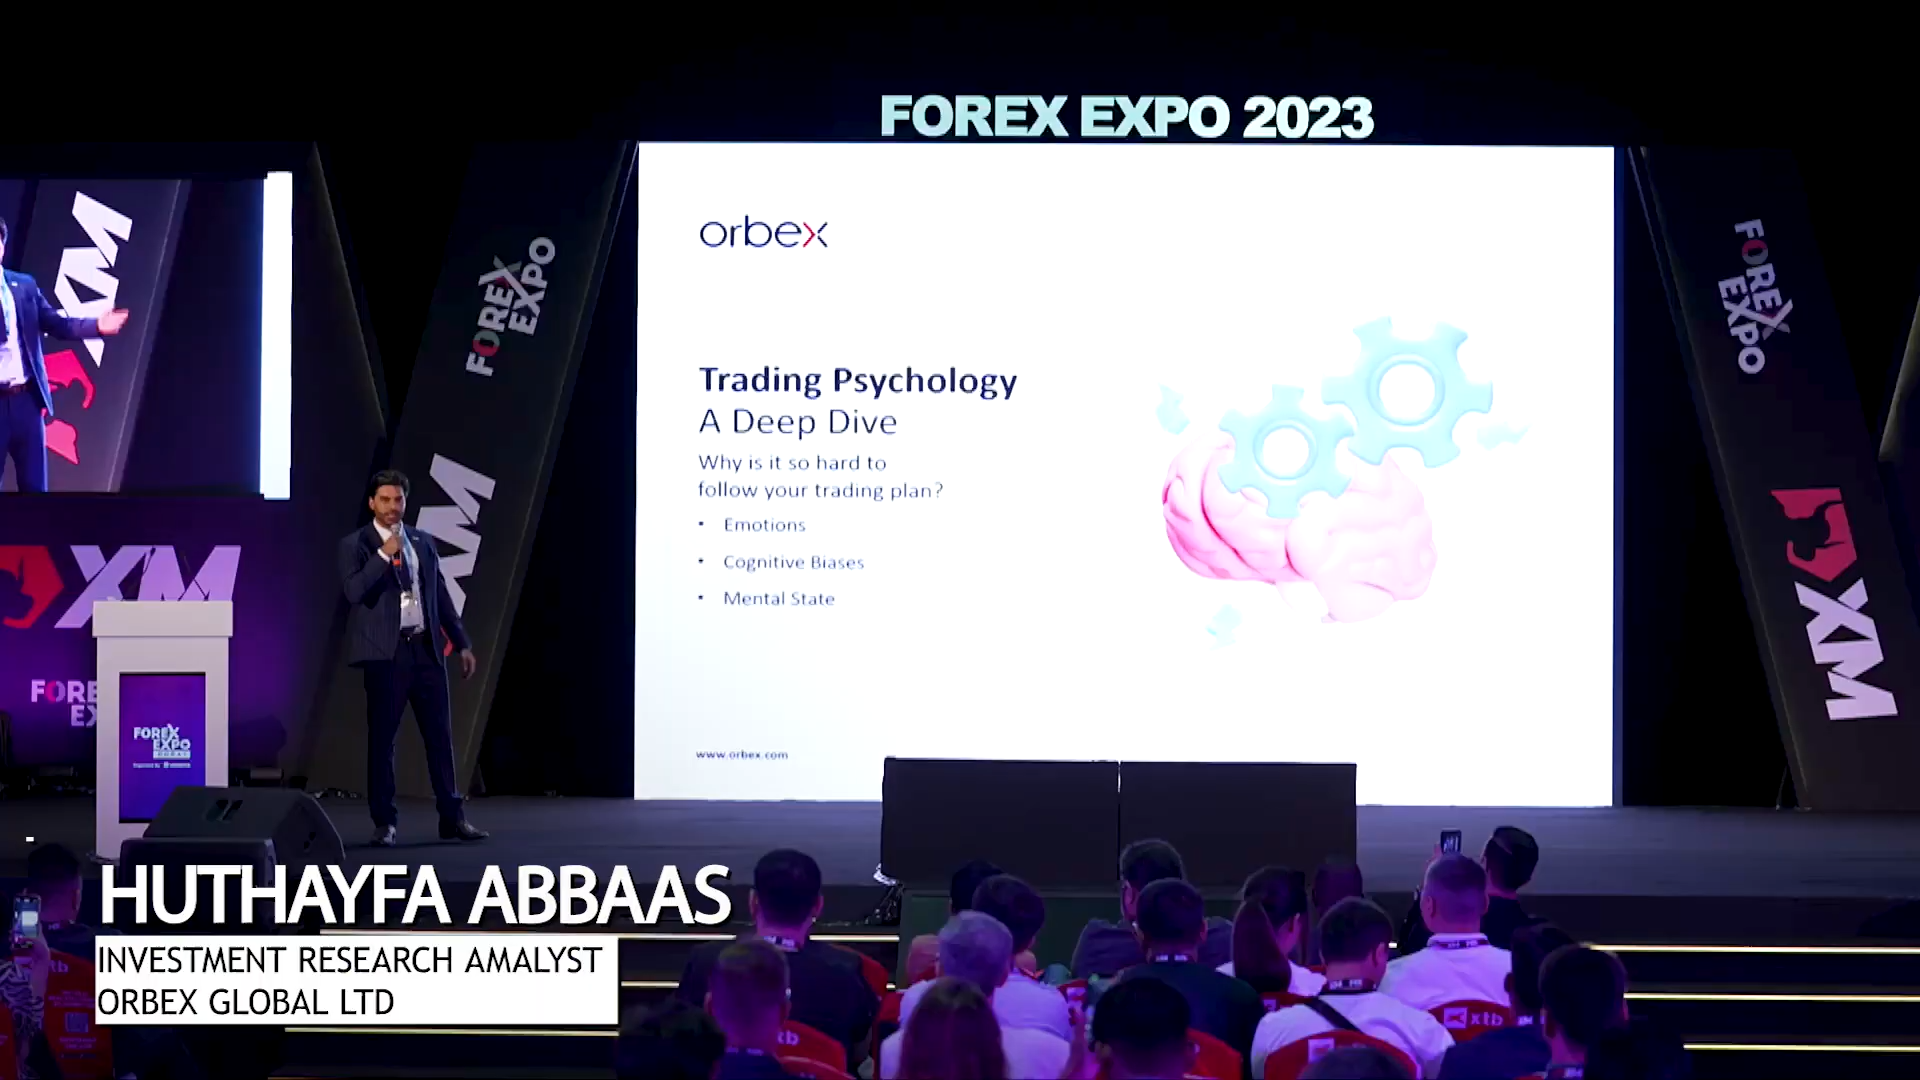 FOREX EXPO 2023
orbex
Trading Psychology
A Deep Dive
Why is it so hard to
follow your trading plan?
• Emotions
• Cognitive Biases
• Mental State
www.orbex.com
XM
FOREX
EXPO
XM
FOREX
EXPO
XM
XM
FOREX
EXPO
xtb
HUTHAYFA ABBAAS
INVESTMENT RESEARCH AMALYST
ORBEX GLOBAL LTD